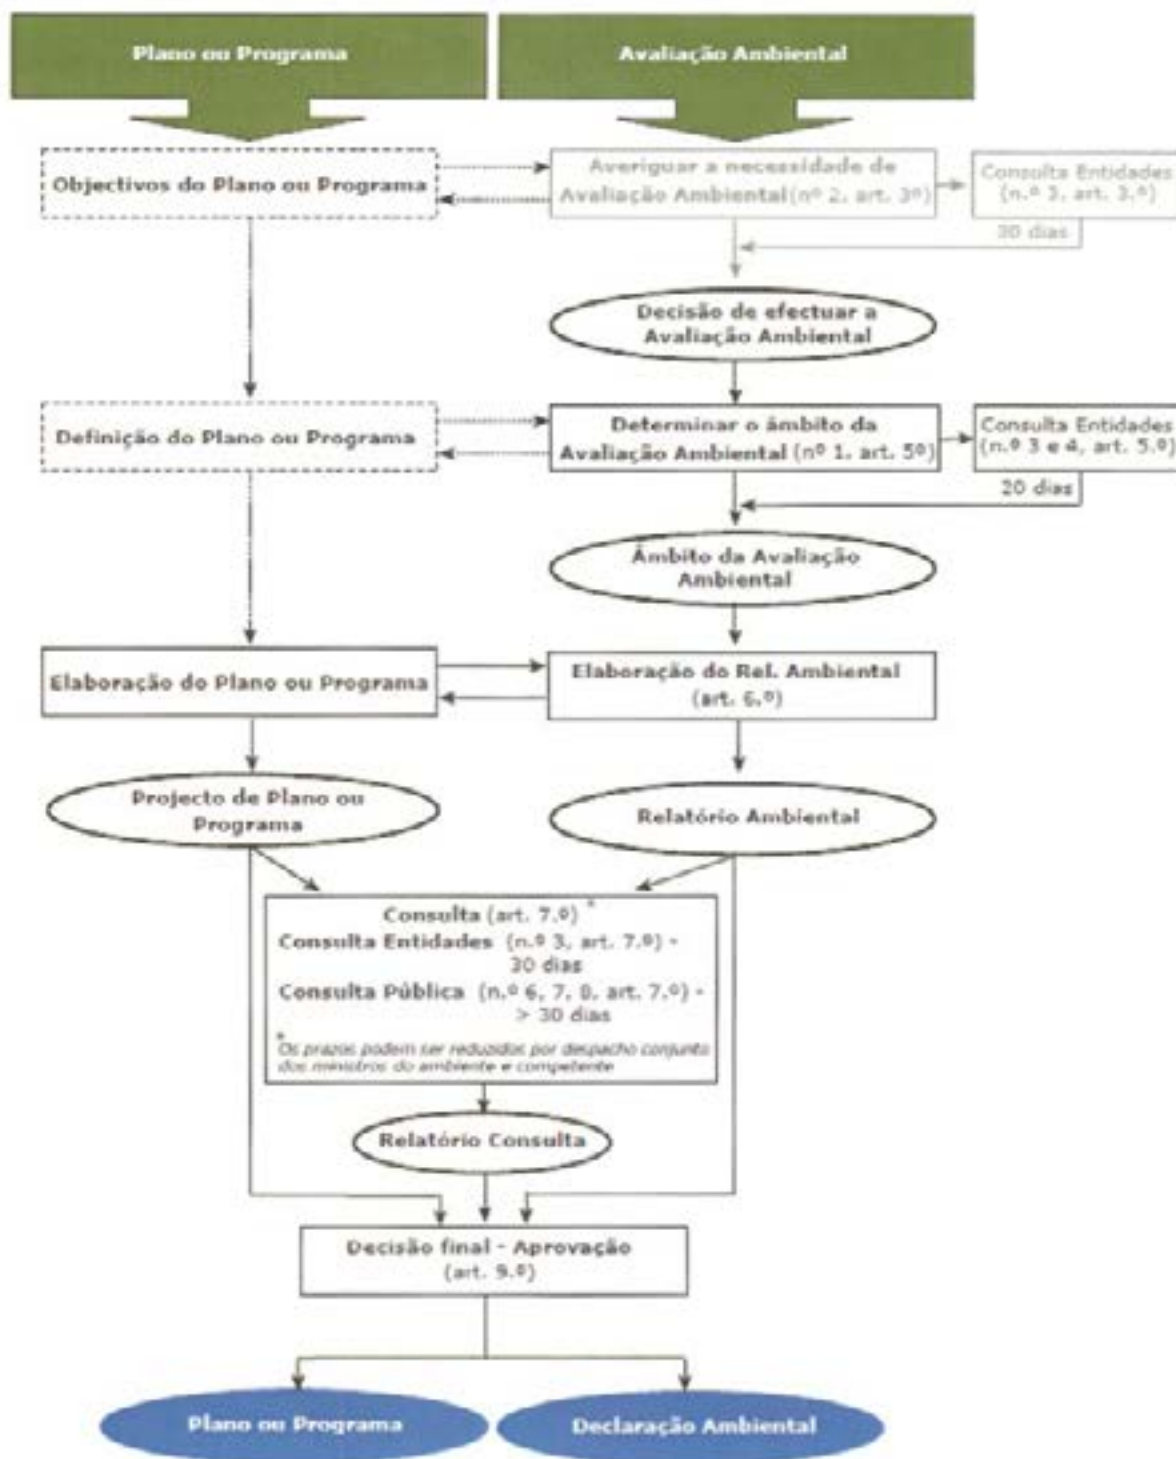 Plano ou Programa
Avaliação Ambiental
Objectivos do Plano ou Programa
Averiguar a necessidade de
Avaliação Ambiental (nº 2, art. 3º)
Consulta Entidades
(n.º 3, art. 3.º)
30 dias
Decisão de efectuar a
Avaliação Ambiental
Definição do Plano ou Programa
Determinar o âmbito da
Avaliação Ambiental (nº 1, art. 5º)
Consulta Entidades
(n.º 3 e 4, art. 5.º)
20 dias
Âmbito da Avaliação
Ambiental
Elaboração do Plano ou Programa
Elaboração do Rel. Ambiental
(art. 6.º)
Projecto de Plano ou
Programa
Relatório Ambiental
Consulta (art. 7.º) *
Consulta Entidades (n.º 3, art. 7.º) -
30 dias
Consulta Pública (n.º 6, 7, 8, art. 7.º) -
> 30 dias
* Os prazos podem ser reduzidos por despacho conjunto
dos ministros do ambiente e competente
Relatório Consulta
Decisão final - Aprovação
(art. 9.º)
Plano ou Programa
Declaração Ambiental